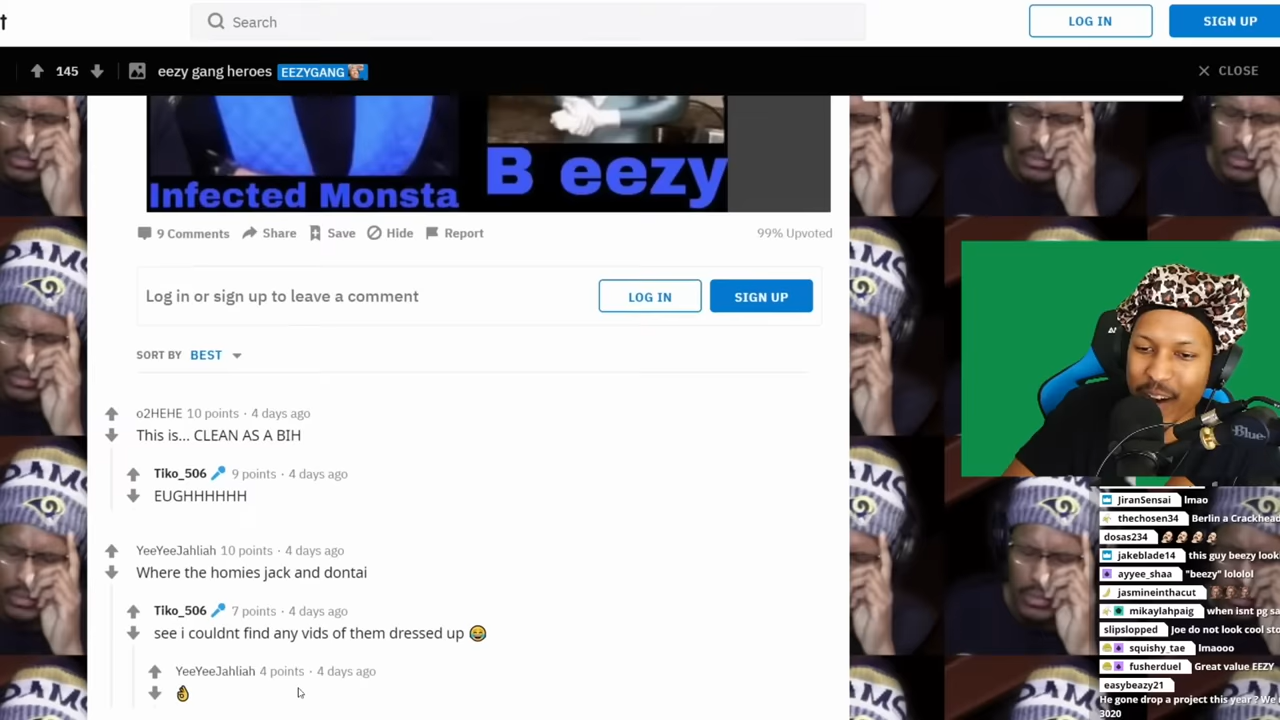 t
Search
LOG IN
SIGN UP
145
eezy gang heroes EEZYGANG
CLOSE
Infected Monsta
B eezy
9 Comments Share Save Hide Report
99% Upvoted
Log in or sign up to leave a comment
LOG IN
SIGN UP
SORT BY BEST
o2HEHE 10 points · 4 days ago
This is... CLEAN AS A BIH
Tiko_506 9 points · 4 days ago
EUGHHHHHH
YeeYeeJahliah 10 points · 4 days ago
Where the homies jack and dontai
Tiko_506 7 points · 4 days ago
see i couldnt find any vids of them dressed up 😂
YeeYeeJahliah 4 points · 4 days ago
👌
Blue
JiranSensai lmao
thechosen34 Berlin a Crackhead
dosas234
jakeblade14 this guy beezy look
ayyee_shaa "beezy" lololol
jasmineinthacut
mikaylahpaig when isnt pg sa
slipslopped Joe do not look cool sto
squishy_tae lmaooo
fusherduel Great value EEZY
easybeazy21
He gone drop a project this year ? We
3020